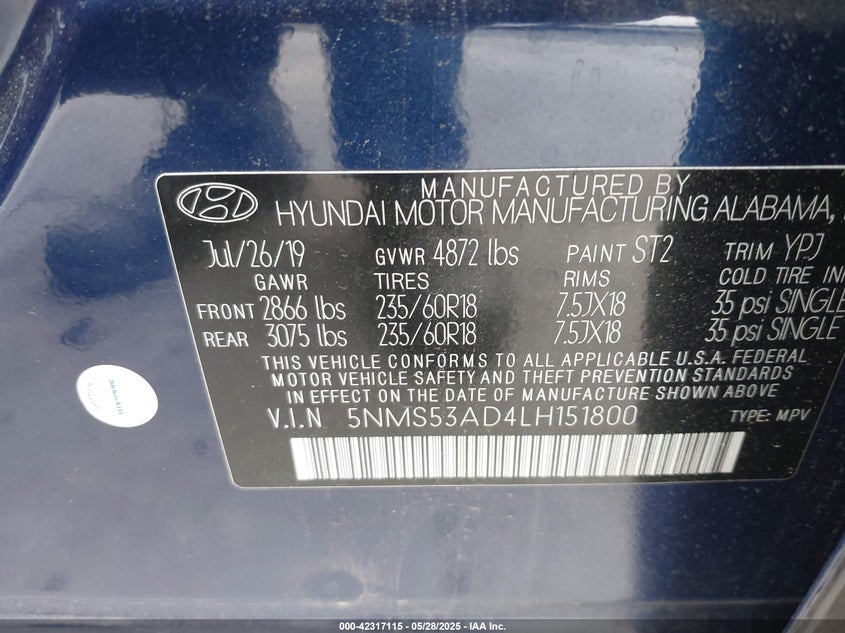 MANUFACTURED BY
HYUNDAI MOTOR MANUFACTURING ALABAMA,
Jul/26/19 GVWR 4872 lbs PAINT ST2 TRIM YPJ
GAWR TIRES RIMS COLD TIRE IN
FRONT 2866 lbs 235/60R18 7.5JX18 35 psi SINGLE
REAR 3075 lbs 235/60R18 7.5JX18 35 psi SINGLE
THIS VEHICLE CONFORMS TO ALL APPLICABLE U.S.A. FEDERAL
MOTOR VEHICLE SAFETY AND THEFT PREVENTION STANDARDS
IN EFFECT ON THE DATE OF MANUFACTURE SHOWN ABOVE
V.I.N 5NMS53AD4LH151800 TYPE: MPV
000-42317115 — 05/28/2025 — IAA Inc.